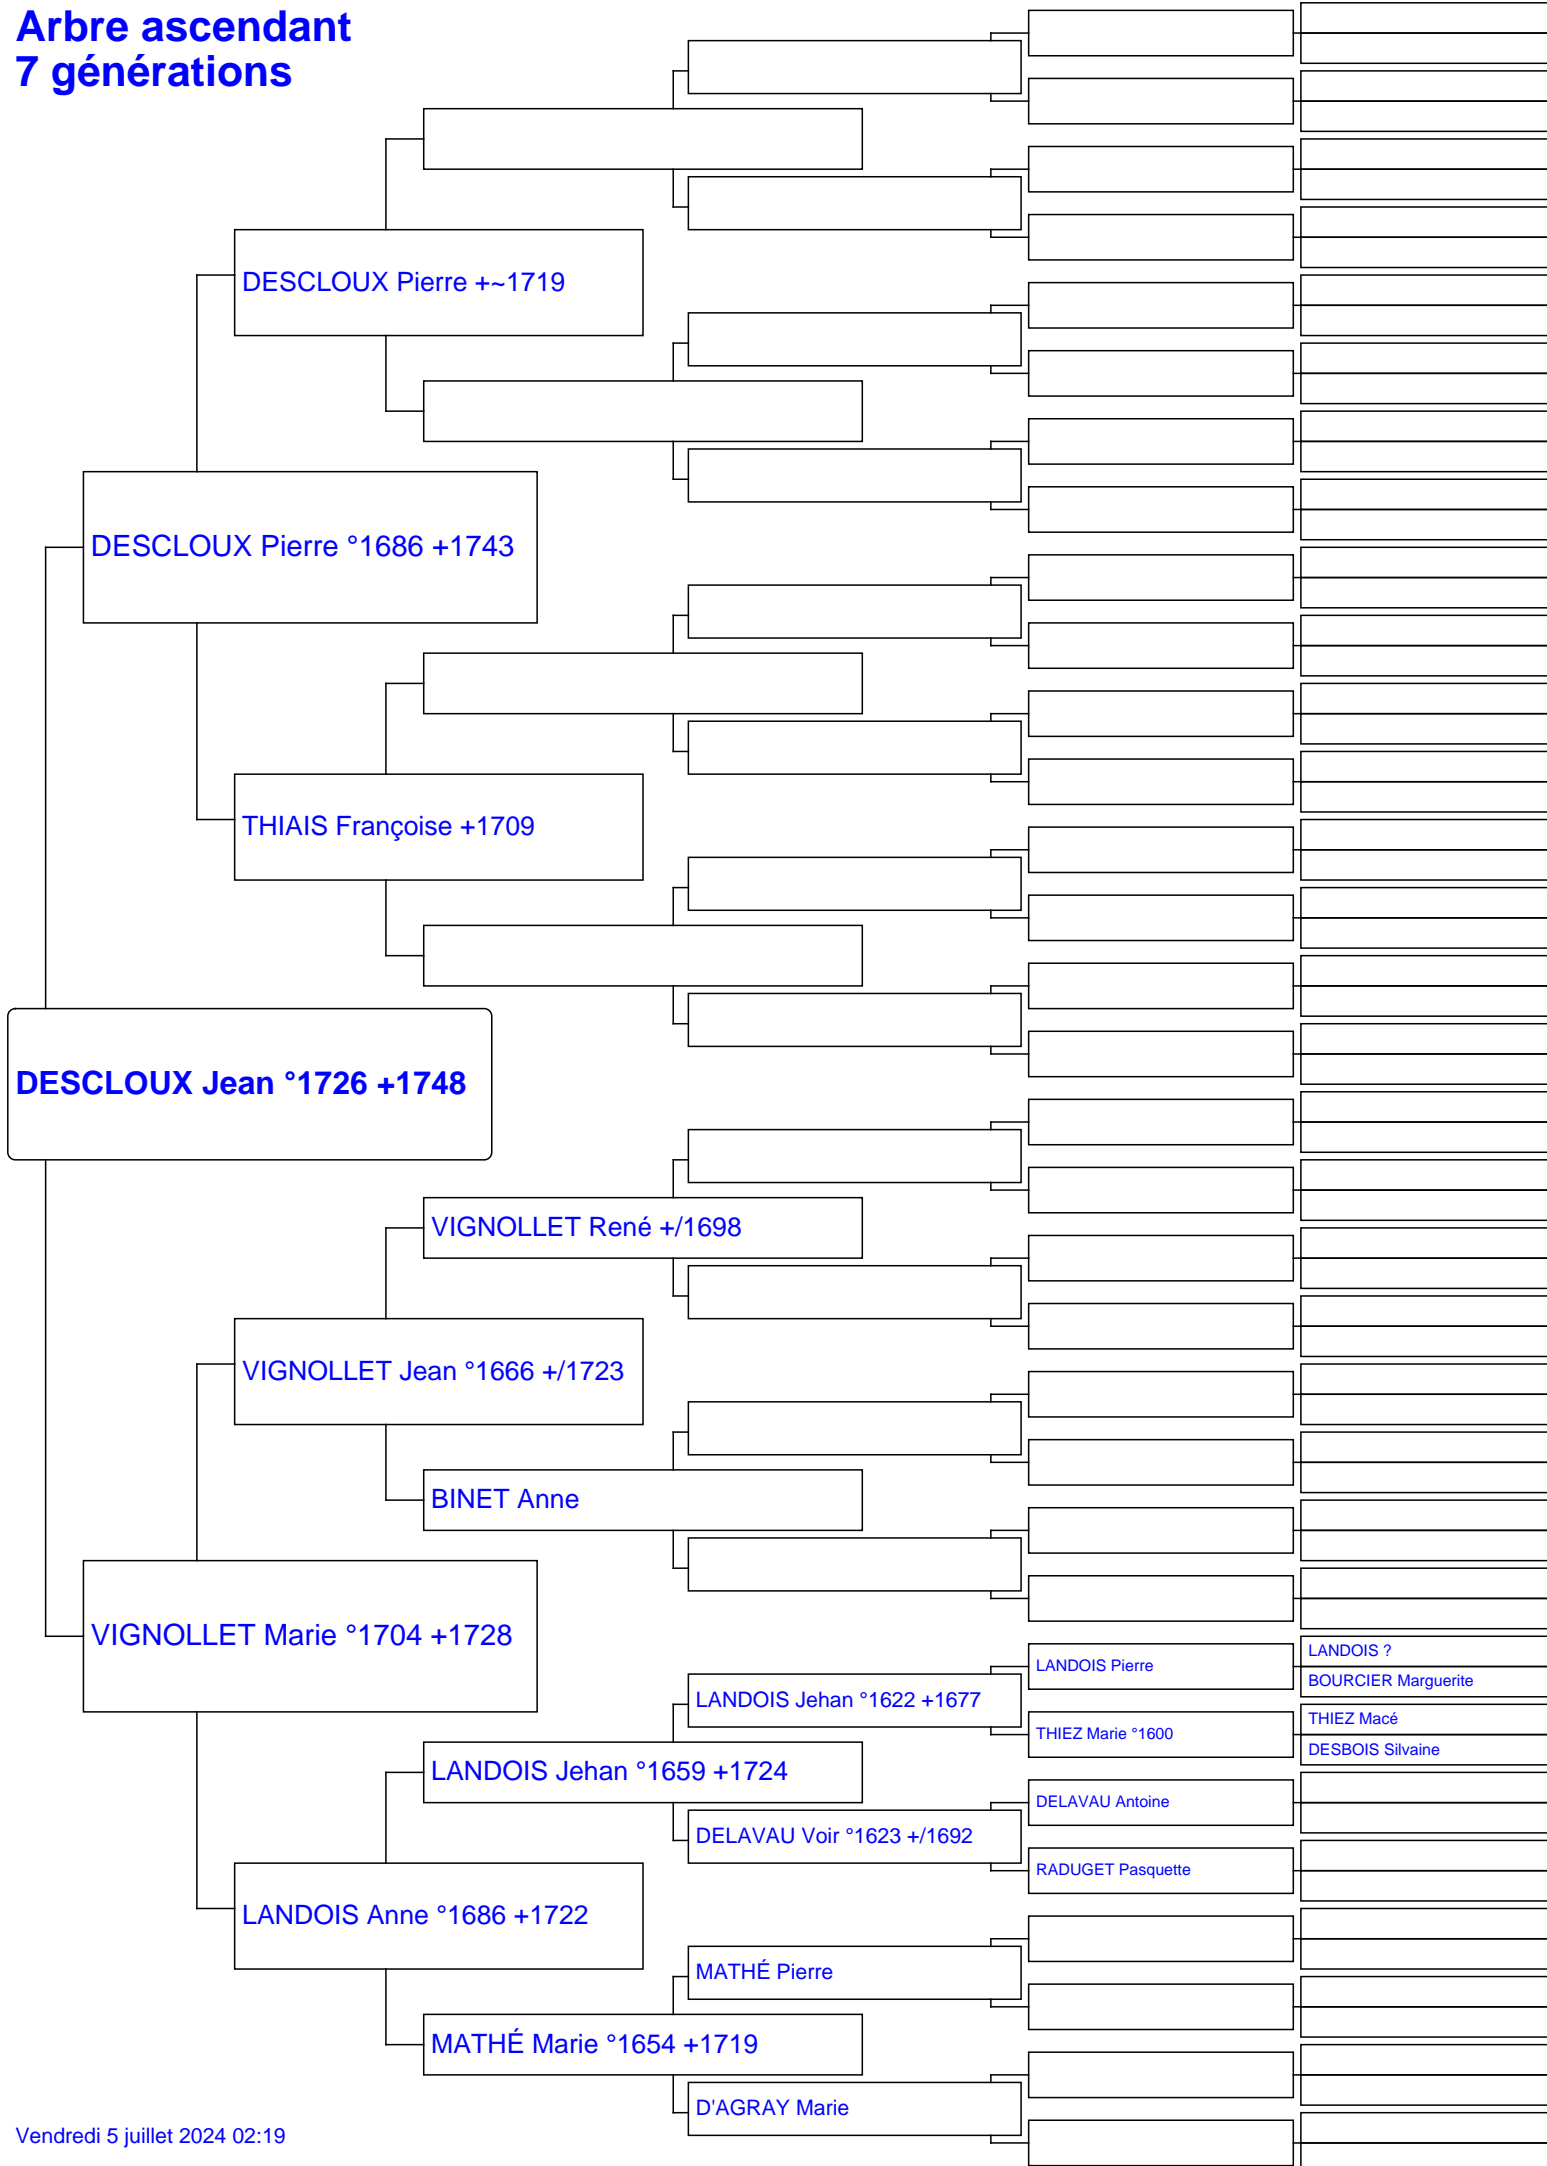 Arbre ascendant
7 générations
DESCLOUX Pierre +~1719
DESCLOUX Pierre °1686 +1743
THIAIS Françoise +1709
DESCLOUX Jean °1726 +1748
VIGNOLLET René +/1698
VIGNOLLET Jean °1666 +/1723
BINET Anne
VIGNOLLET Marie °1704 +1728
LANDOIS ?
LANDOIS Pierre
BOURCIER Marguerite
LANDOIS Jehan °1622 +1677
THIEZ Macé
THIEZ Marie °1600
DESBOIS Silvaine
LANDOIS Jehan °1659 +1724
DELAVAU Antoine
DELAVAU Voir °1623 +/1692
RADUGET Pasquette
LANDOIS Anne °1686 +1722
MATHÉ Pierre
MATHÉ Marie °1654 +1719
D'AGRAY Marie
Vendredi 5 juillet 2024 02:19